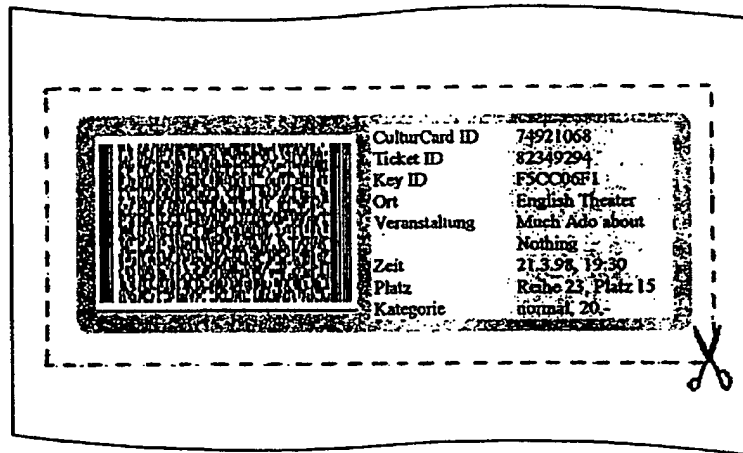 CulturCard ID 74921068
Ticket ID 82349294
Key ID F5CC06F1
Ort English Theater
Veranstaltung Much Ado about
Nothing
Zeit 21.3.98, 19:30
Platz Reihe 23, Platz 15
Kategorie normal, 20,-